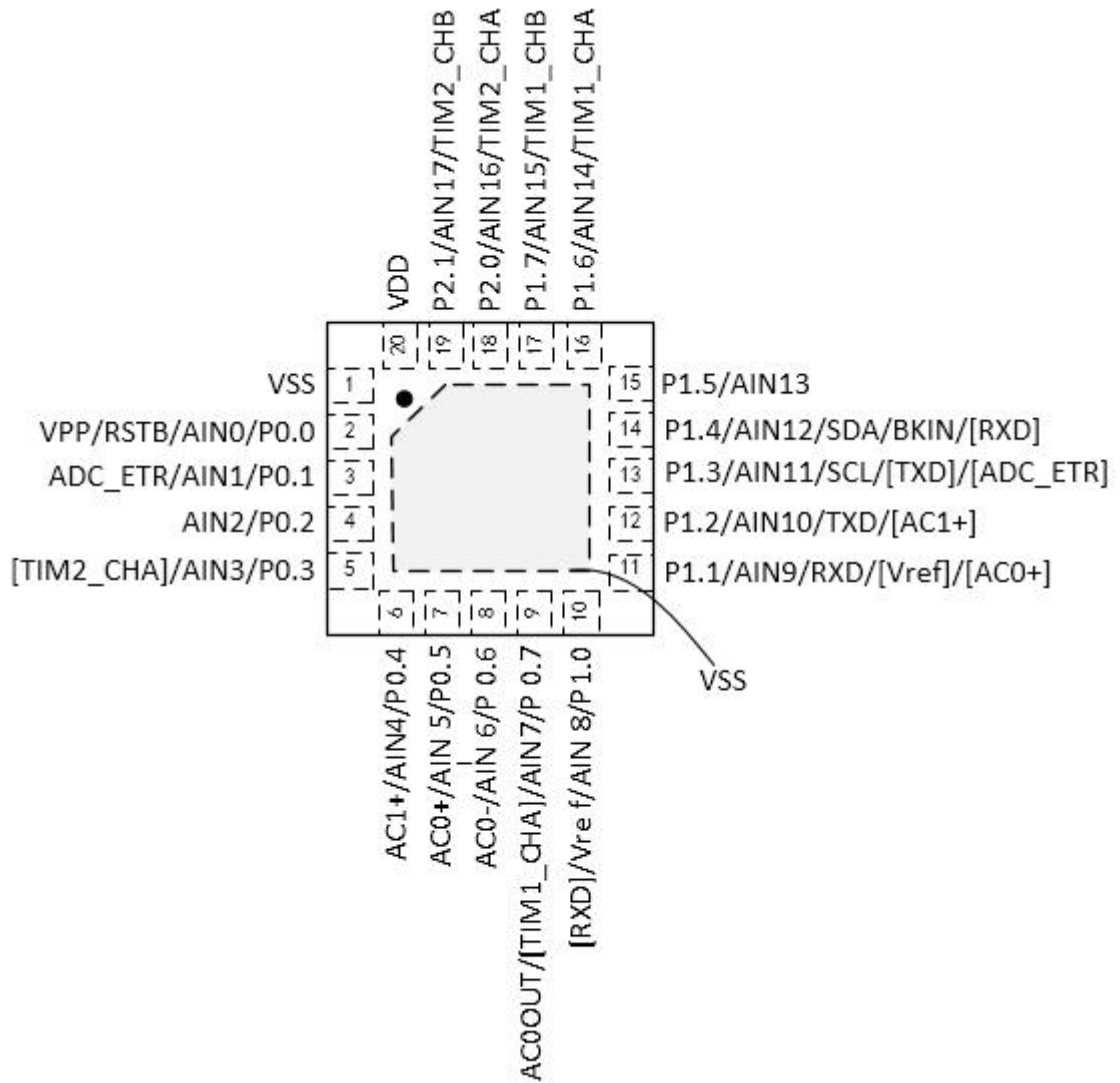 P2.1/AIN17/TIM2_CHB
P2.0/AIN16/TIM2_CHA
P1.7/AIN15/TIM1_CHB
P1.6/AIN14/TIM1_CHA
VDD
20
19
18
17
16
VSS
1
15
P1.5/AIN13
VPP/RSTB/AIN0/P0.0
2
14
P1.4/AIN12/SDA/BKIN/[RXD]
ADC_ETR/AIN1/P0.1
3
13
P1.3/AIN11/SCL/[TXD]/[ADC_ETR]
AIN2/P0.2
4
12
P1.2/AIN10/TXD/[AC1+]
[TIM2_CHA]/AIN3/P0.3
5
11
P1.1/AIN9/RXD/[Vref]/[AC0+]
6
7
8
9
10
VSS
AC1+/AIN4/P0.4
AC0+/AIN 5/P0.5
AC0-/AIN 6/P 0.6
AC0OUT/[TIM1_CHA]/AIN7/P 0.7
[RXD]/Vre f/AIN 8/P1.0